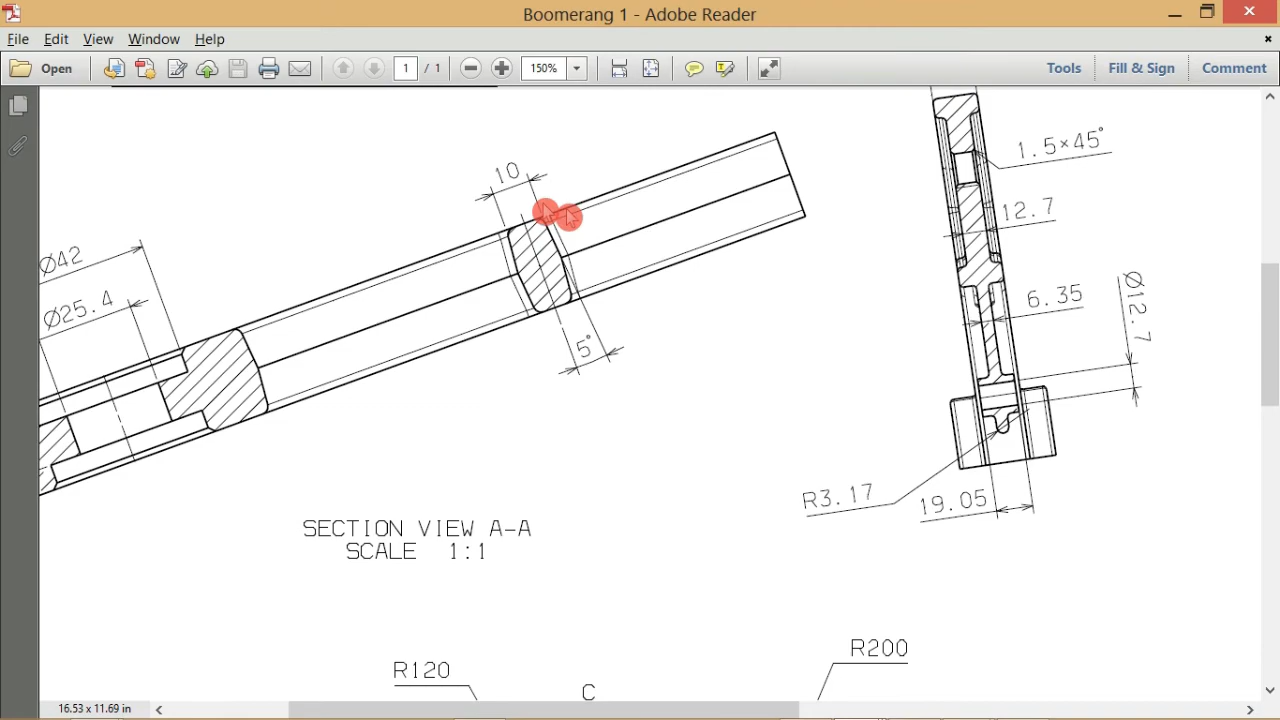 Boomerang 1 - Adobe Reader
File Edit View Window Help
Open 1 / 1 150% Tools Fill & Sign Comment
1.5×45°
10
12.7
Ø42
Ø25.4
Ø12.7
6.35
5°
R3.17
19.05
SECTION VIEW A-A
SCALE 1:1
R200
R120
C
16.53 x 11.69 in